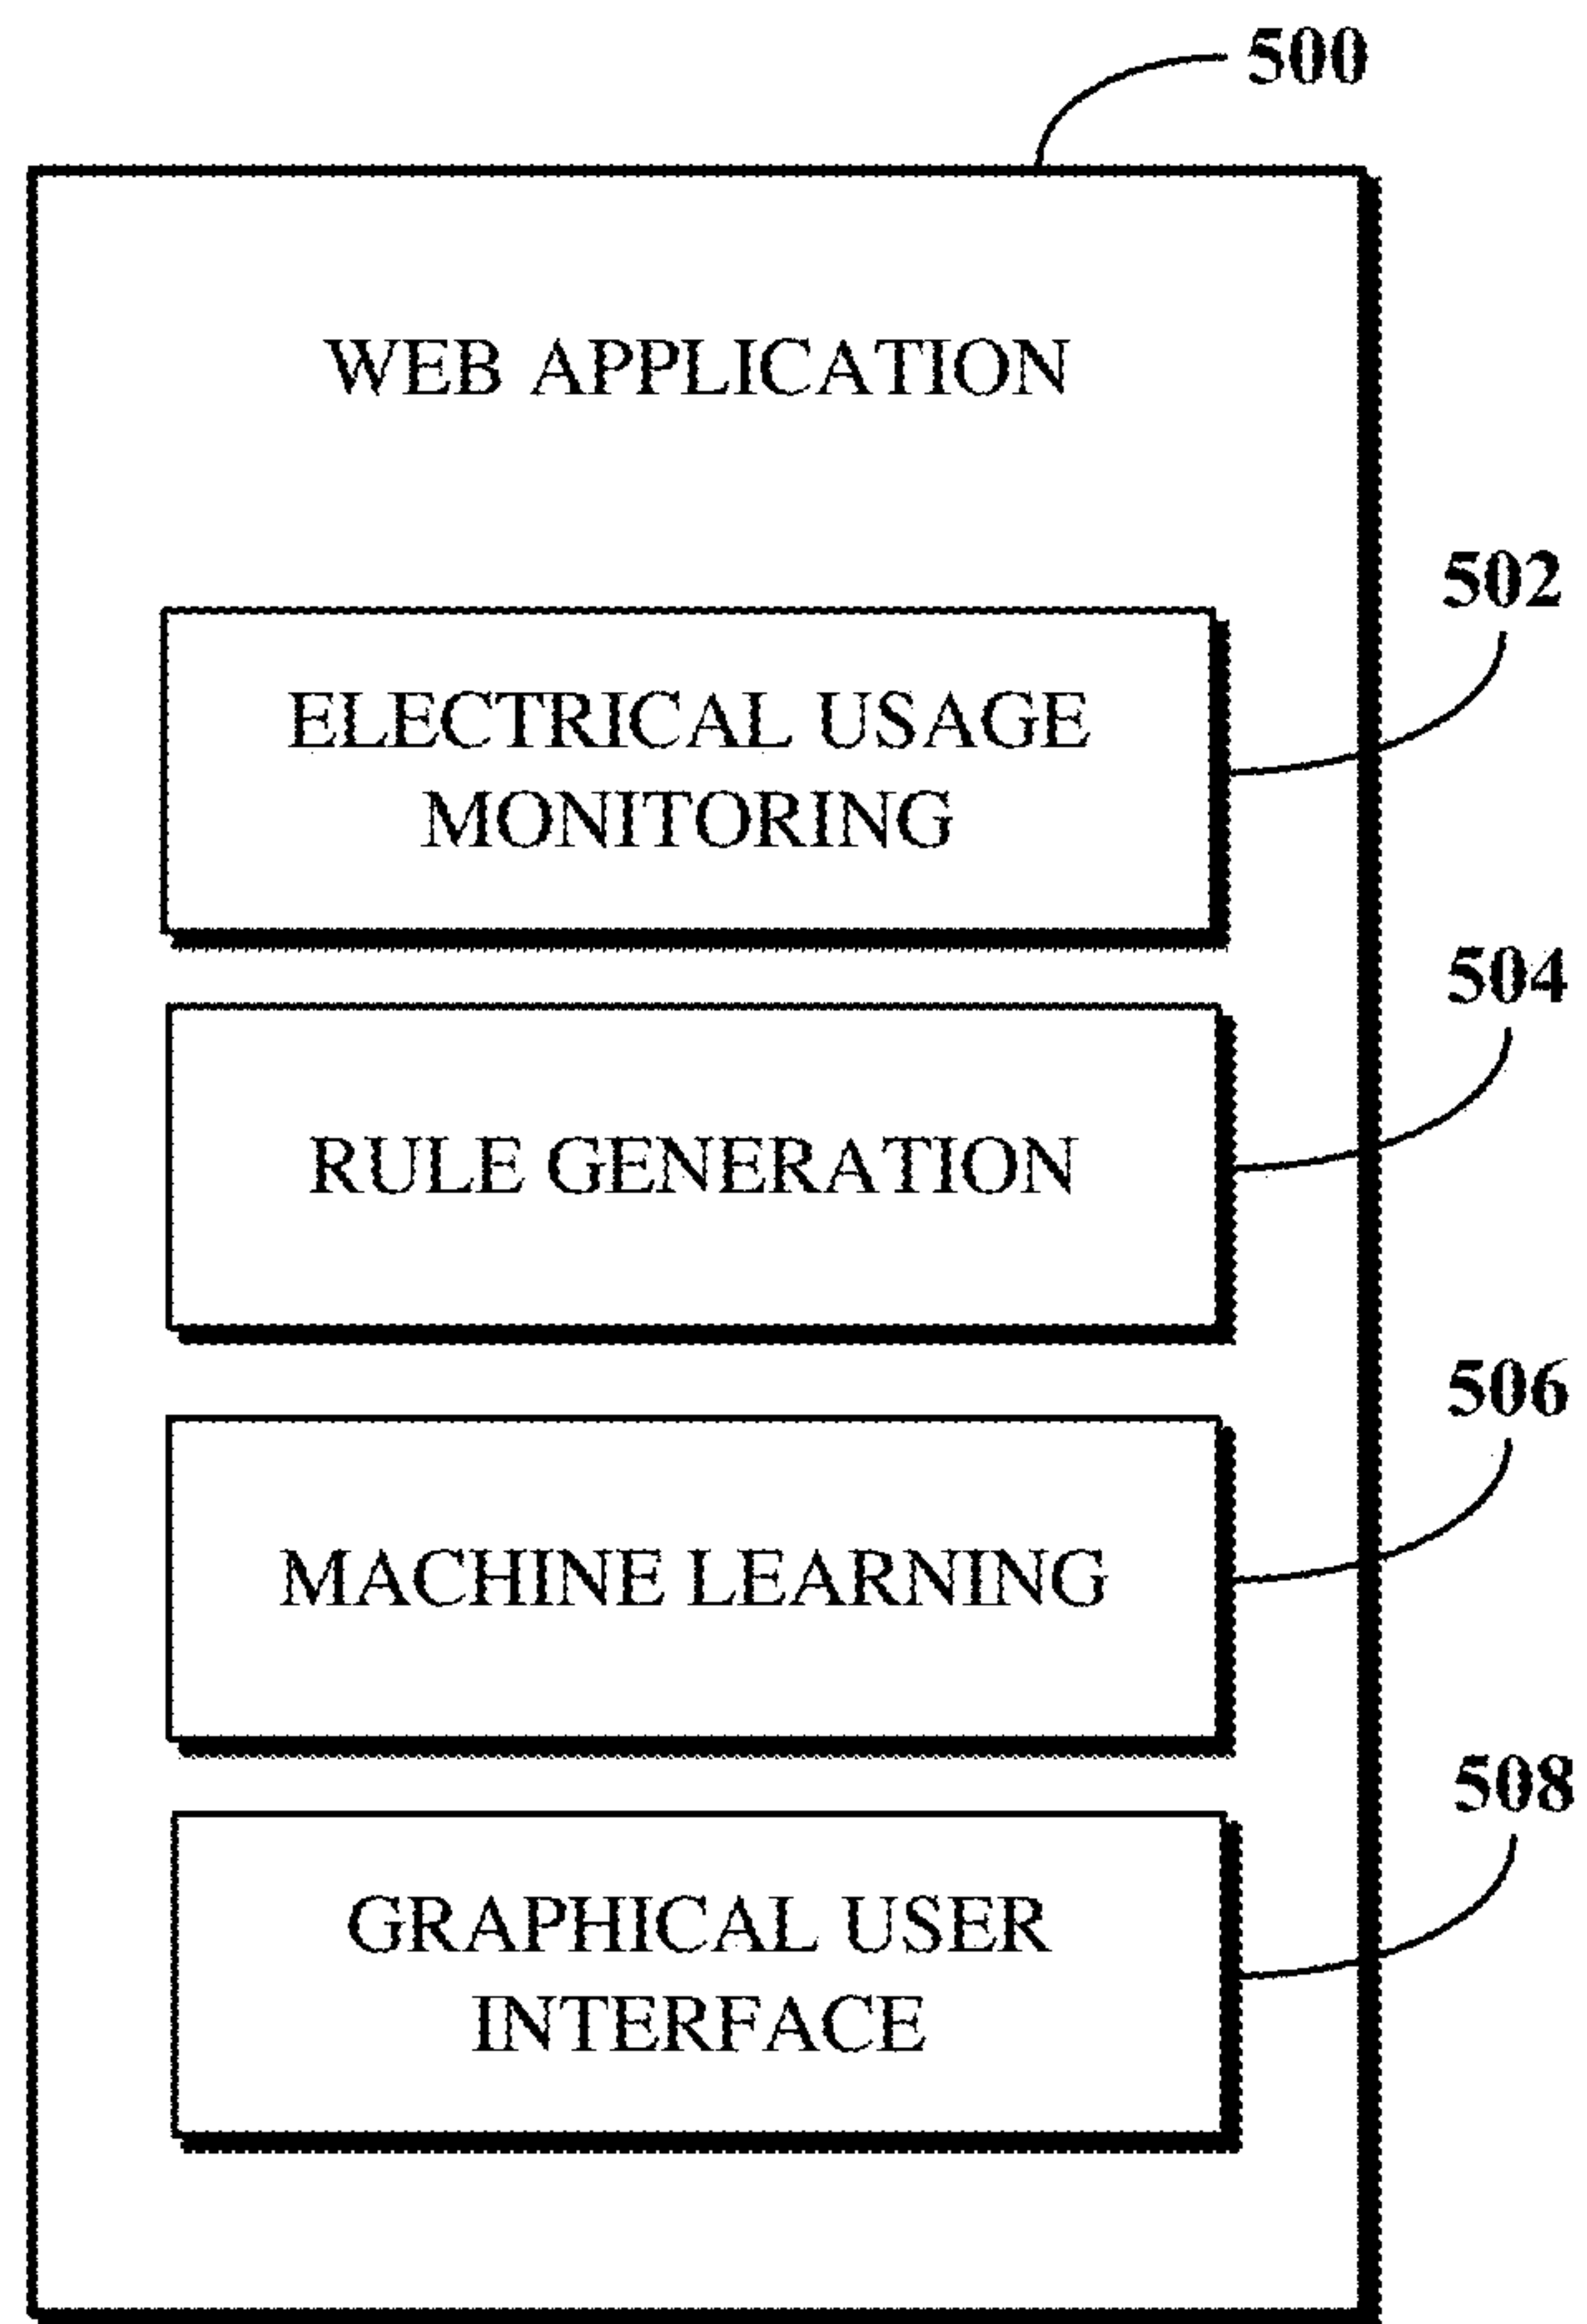 500
WEB APPLICATION
502
ELECTRICAL USAGE
MONITORING
504
RULE GENERATION
506
MACHINE LEARNING
508
GRAPHICAL USER
INTERFACE